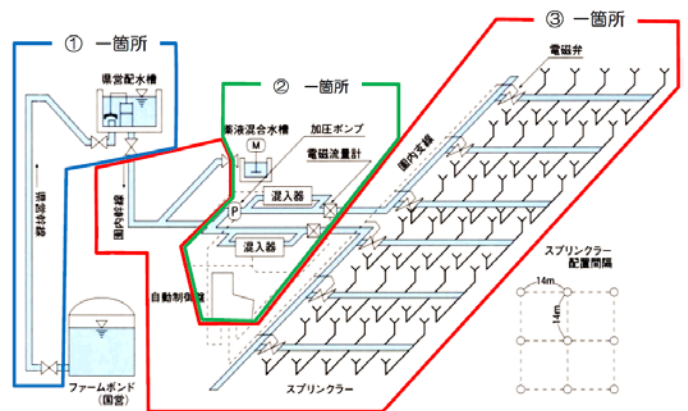 ① 一箇所
② 一箇所
③ 一箇所
県営配水槽
薬液混合水槽
M
加圧ポンプ
電磁流量計
電磁弁
混入器
P
混入器
園内支線
園内幹線
県営幹線
自動制御盤
ファームポンド
(国営)
スプリンクラー
スプリンクラー
配置間隔
14m
14m